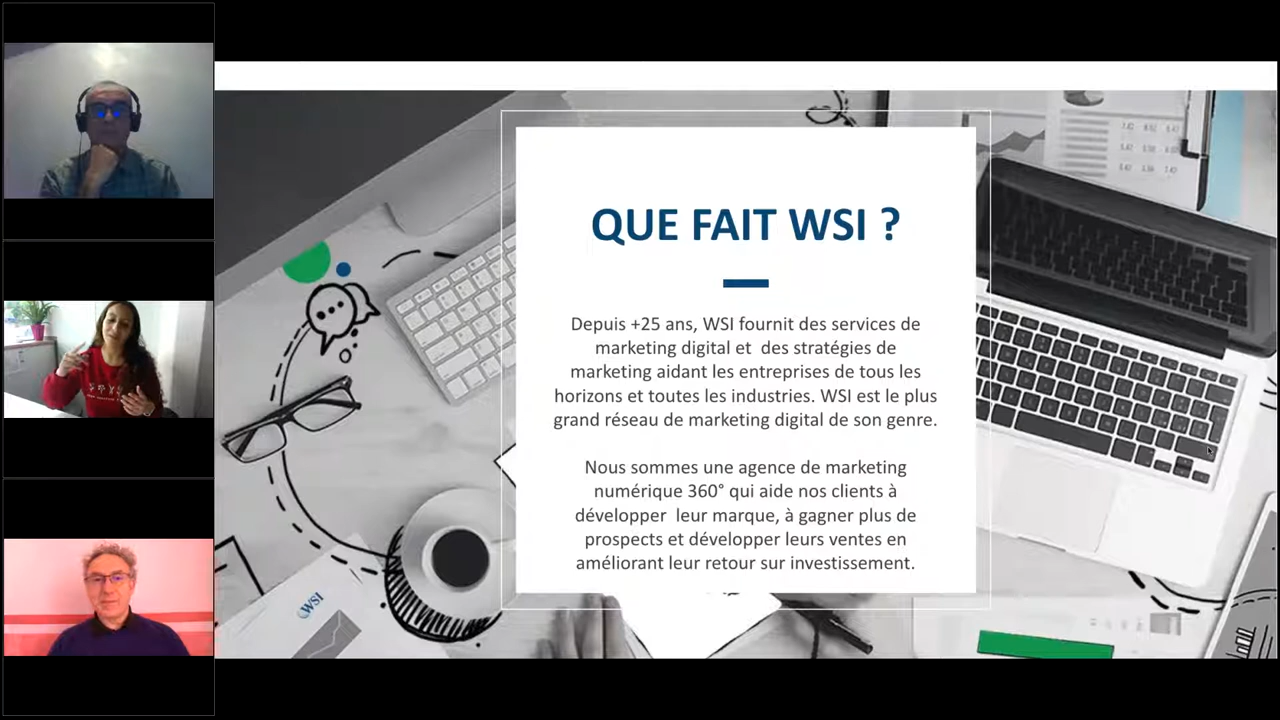 QUE FAIT WSI ?
Depuis +25 ans, WSI fournit des services de
marketing digital et  des stratégies de
marketing aidant les entreprises de tous les
horizons et toutes les industries. WSI est le plus
grand réseau de marketing digital de son genre.
Nous sommes une agence de marketing
numérique 360° qui aide nos clients à
développer  leur marque, à gagner plus de
prospects et développer leurs ventes en
améliorant leur retour sur investissement.
WSI